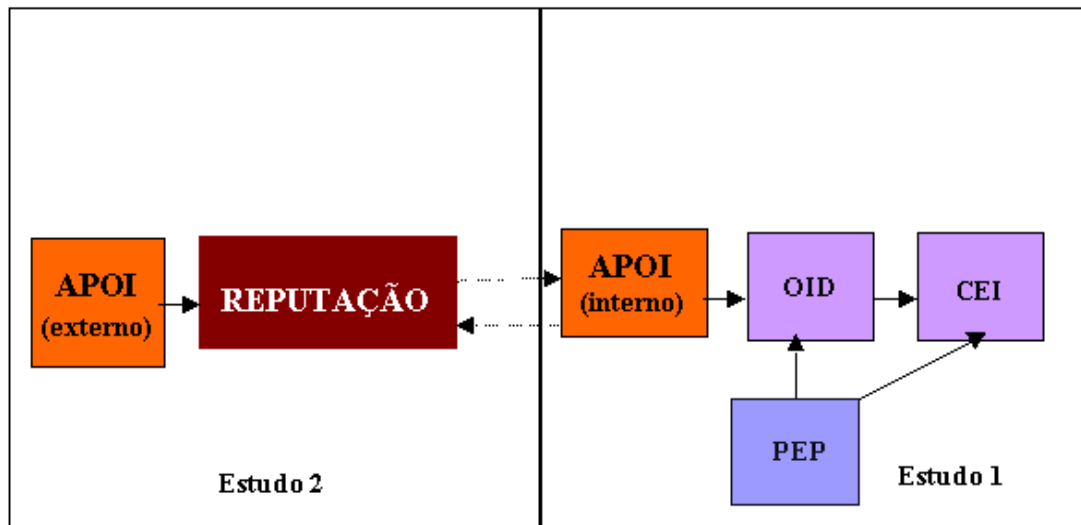 APOI
(externo)
REPUTAÇÃO
Estudo 2
APOI
(interno)
OID
CEI
PEP
Estudo 1